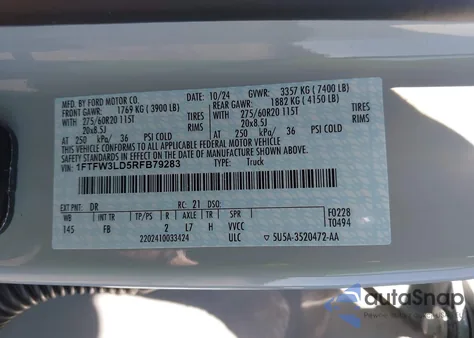 MFD. BY FORD MOTOR CO. 10/24 GVWR: 3357 KG (7400 LB)
FRONT GAWR: 1769 KG (3900 LB) REAR GAWR: 1882 KG (4150 LB)
WITH 275/60R20 115T WITH 275/60R20 115T
20x8.5J 20x8.5J
AT 250 kPa/ 36 PSI COLD AT 250 kPa/ 36 PSI COLD
THIS VEHICLE CONFORMS TO ALL APPLICABLE FEDERAL MOTOR VEHICLE SAFETY AND THEFT PREVENTION STANDARDS IN EFFECT ON THE DATE OF MANUFACTURE SHOWN ABOVE.
VIN: 1FTFW3LD5RFB79283 TYPE: Truck
EXT PNT: DR RC: 21 DSO:
WB INT TR TP/PS R AXLE TR SPR F0228
145 FB 2 L7 H VVCC T0494
2202410033424 ULC 5U5A-3520472-AA
autoSnap